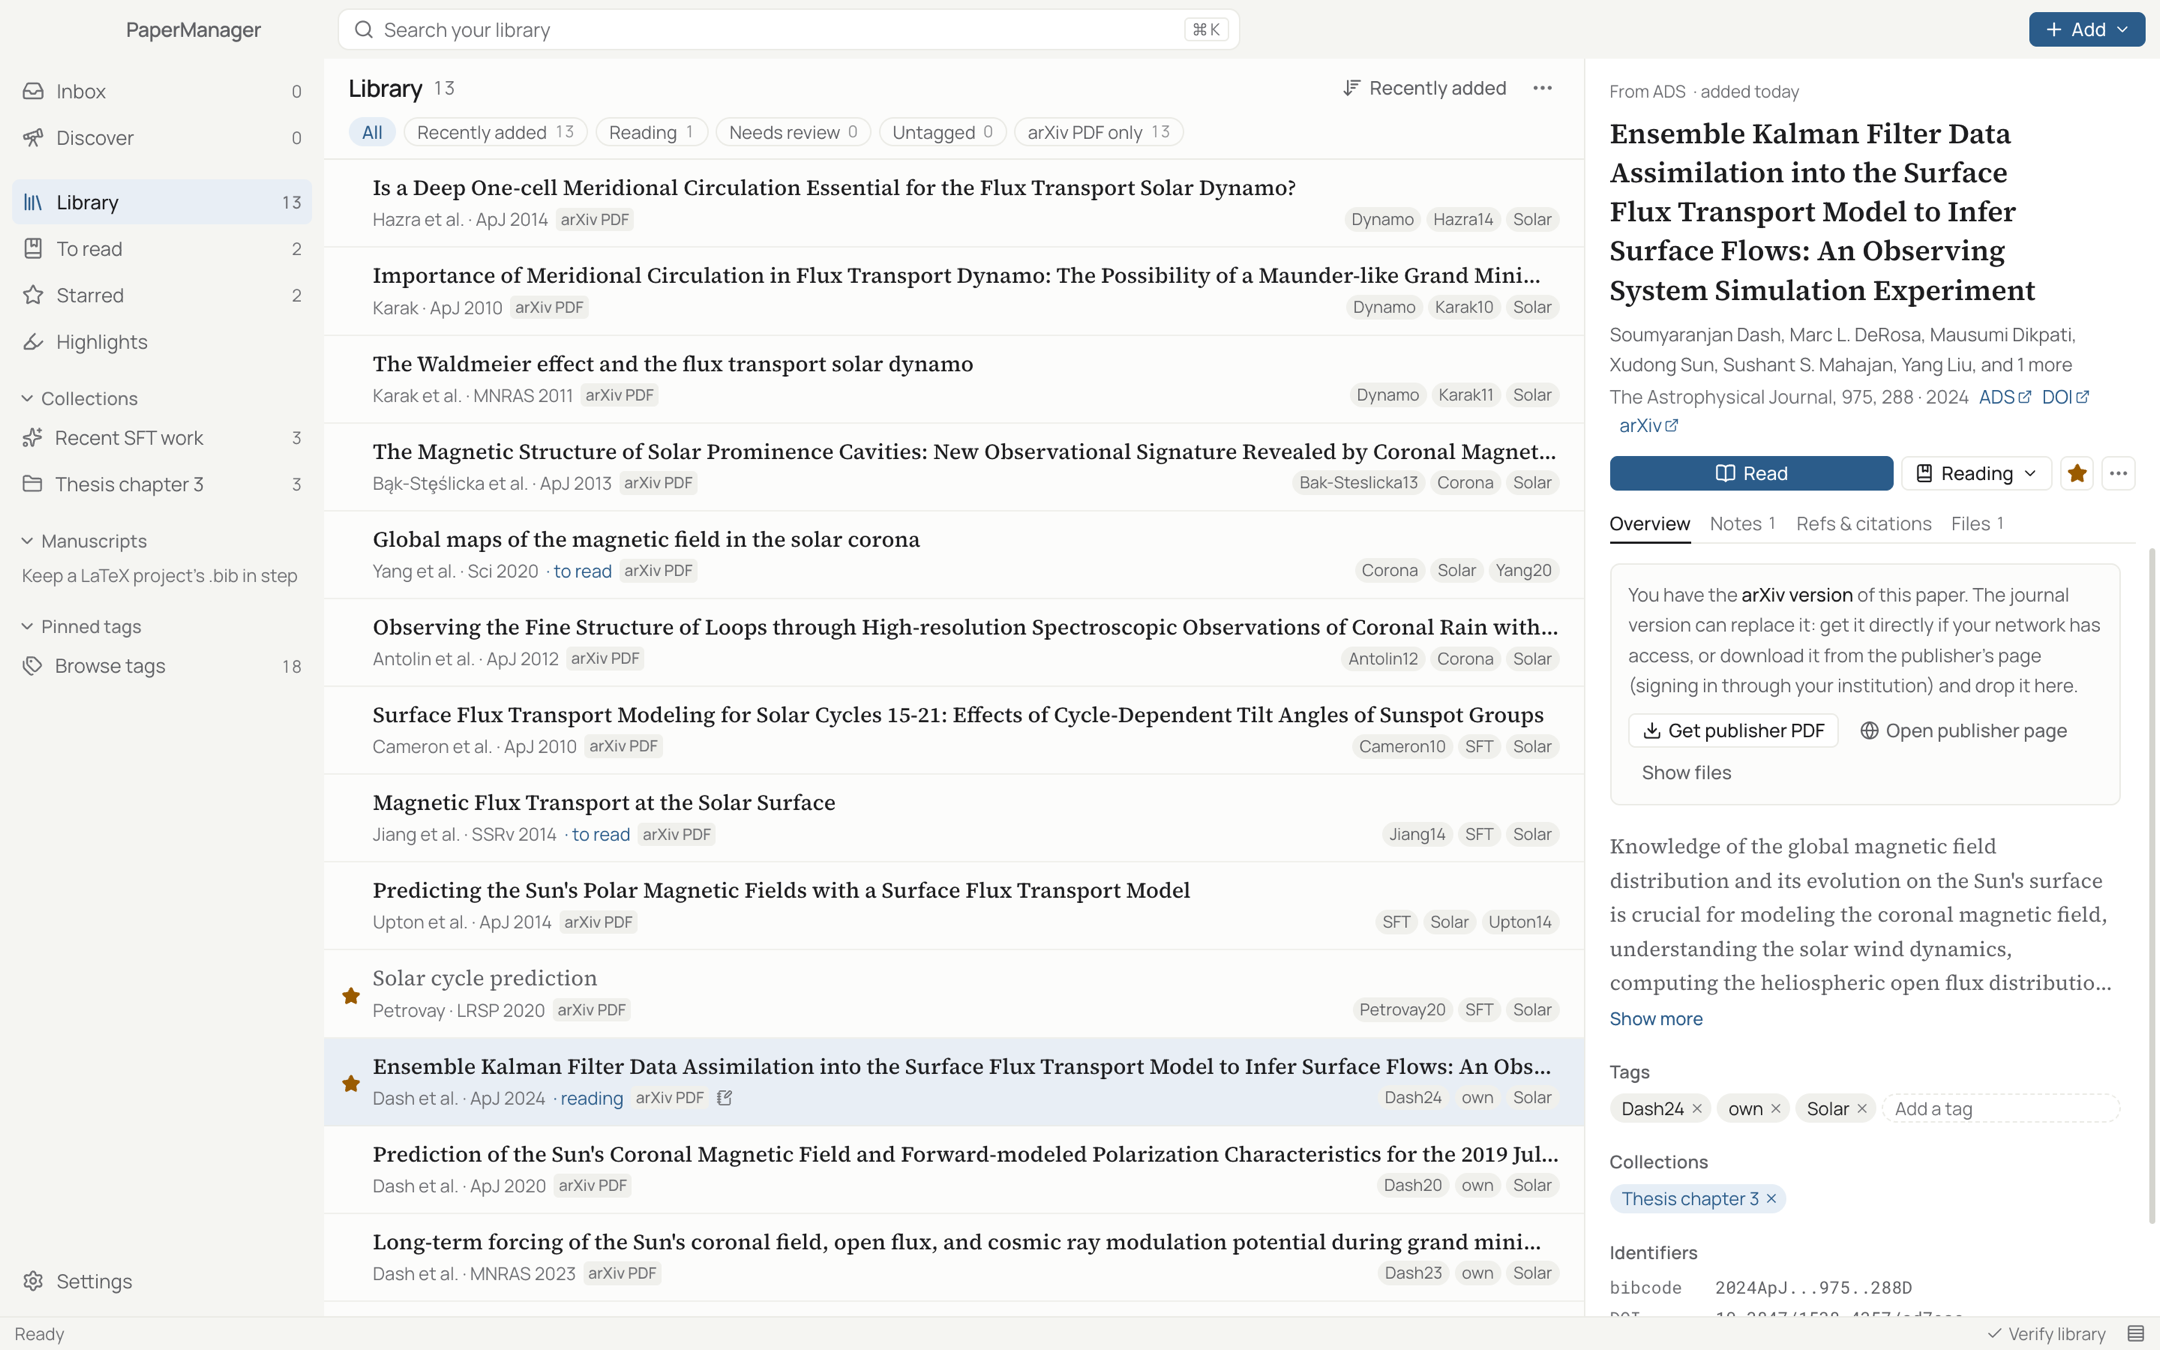 PaperManager
Search your library
⌘ K
+ Add
Inbox 0
Discover 0
Library 13
To read 2
Starred 2
Highlights
Collections
Recent SFT work 3
Thesis chapter 3 3
Manuscripts
Keep a LaTeX project's .bib in step
Pinned tags
Browse tags 18
Settings
Library 13
Recently added
All
Recently added 13
Reading 1
Needs review 0
Untagged 0
arXiv PDF only 13
Is a Deep One-cell Meridional Circulation Essential for the Flux Transport Solar Dynamo?
Hazra et al. · ApJ 2014 arXiv PDF Dynamo Hazra14 Solar
Importance of Meridional Circulation in Flux Transport Dynamo: The Possibility of a Maunder-like Grand Mini...
Karak · ApJ 2010 arXiv PDF Dynamo Karak10 Solar
The Waldmeier effect and the flux transport solar dynamo
Karak et al. · MNRAS 2011 arXiv PDF Dynamo Karak11 Solar
The Magnetic Structure of Solar Prominence Cavities: New Observational Signature Revealed by Coronal Magnet...
Bąk-Stęślicka et al. · ApJ 2013 arXiv PDF Bak-Steslicka13 Corona Solar
Global maps of the magnetic field in the solar corona
Yang et al. · Sci 2020 · to read arXiv PDF Corona Solar Yang20
Observing the Fine Structure of Loops through High-resolution Spectroscopic Observations of Coronal Rain with...
Antolin et al. · ApJ 2012 arXiv PDF Antolin12 Corona Solar
Surface Flux Transport Modeling for Solar Cycles 15-21: Effects of Cycle-Dependent Tilt Angles of Sunspot Groups
Cameron et al. · ApJ 2010 arXiv PDF Cameron10 SFT Solar
Magnetic Flux Transport at the Solar Surface
Jiang et al. · SSRv 2014 · to read arXiv PDF Jiang14 SFT Solar
Predicting the Sun's Polar Magnetic Fields with a Surface Flux Transport Model
Upton et al. · ApJ 2014 arXiv PDF SFT Solar Upton14
Solar cycle prediction
Petrovay · LRSP 2020 arXiv PDF Petrovay20 SFT Solar
Ensemble Kalman Filter Data Assimilation into the Surface Flux Transport Model to Infer Surface Flows: An Obs...
Dash et al. · ApJ 2024 · reading arXiv PDF Dash24 own Solar
Prediction of the Sun's Coronal Magnetic Field and Forward-modeled Polarization Characteristics for the 2019 Jul...
Dash et al. · ApJ 2020 arXiv PDF Dash20 own Solar
Long-term forcing of the Sun's coronal field, open flux, and cosmic ray modulation potential during grand mini...
Dash et al. · MNRAS 2023 arXiv PDF Dash23 own Solar
From ADS · added today
Ensemble Kalman Filter Data
Assimilation into the Surface
Flux Transport Model to Infer
Surface Flows: An Observing
System Simulation Experiment
Soumyaranjan Dash, Marc L. DeRosa, Mausumi Dikpati,
Xudong Sun, Sushant S. Mahajan, Yang Liu, and 1 more
The Astrophysical Journal, 975, 288 · 2024 ADS DOI
arXiv
Read
Reading
Overview Notes 1 Refs & citations Files 1
You have the arXiv version of this paper. The journal
version can replace it: get it directly if your network has
access, or download it from the publisher's page
(signing in through your institution) and drop it here.
Get publisher PDF
Open publisher page
Show files
Knowledge of the global magnetic field
distribution and its evolution on the Sun's surface
is crucial for modeling the coronal magnetic field,
understanding the solar wind dynamics,
computing the heliospheric open flux distributio...
Show more
Tags
Dash24 × own × Solar × Add a tag
Collections
Thesis chapter 3 ×
Identifiers
bibcode 2024ApJ...975..288D
Ready
Verify library